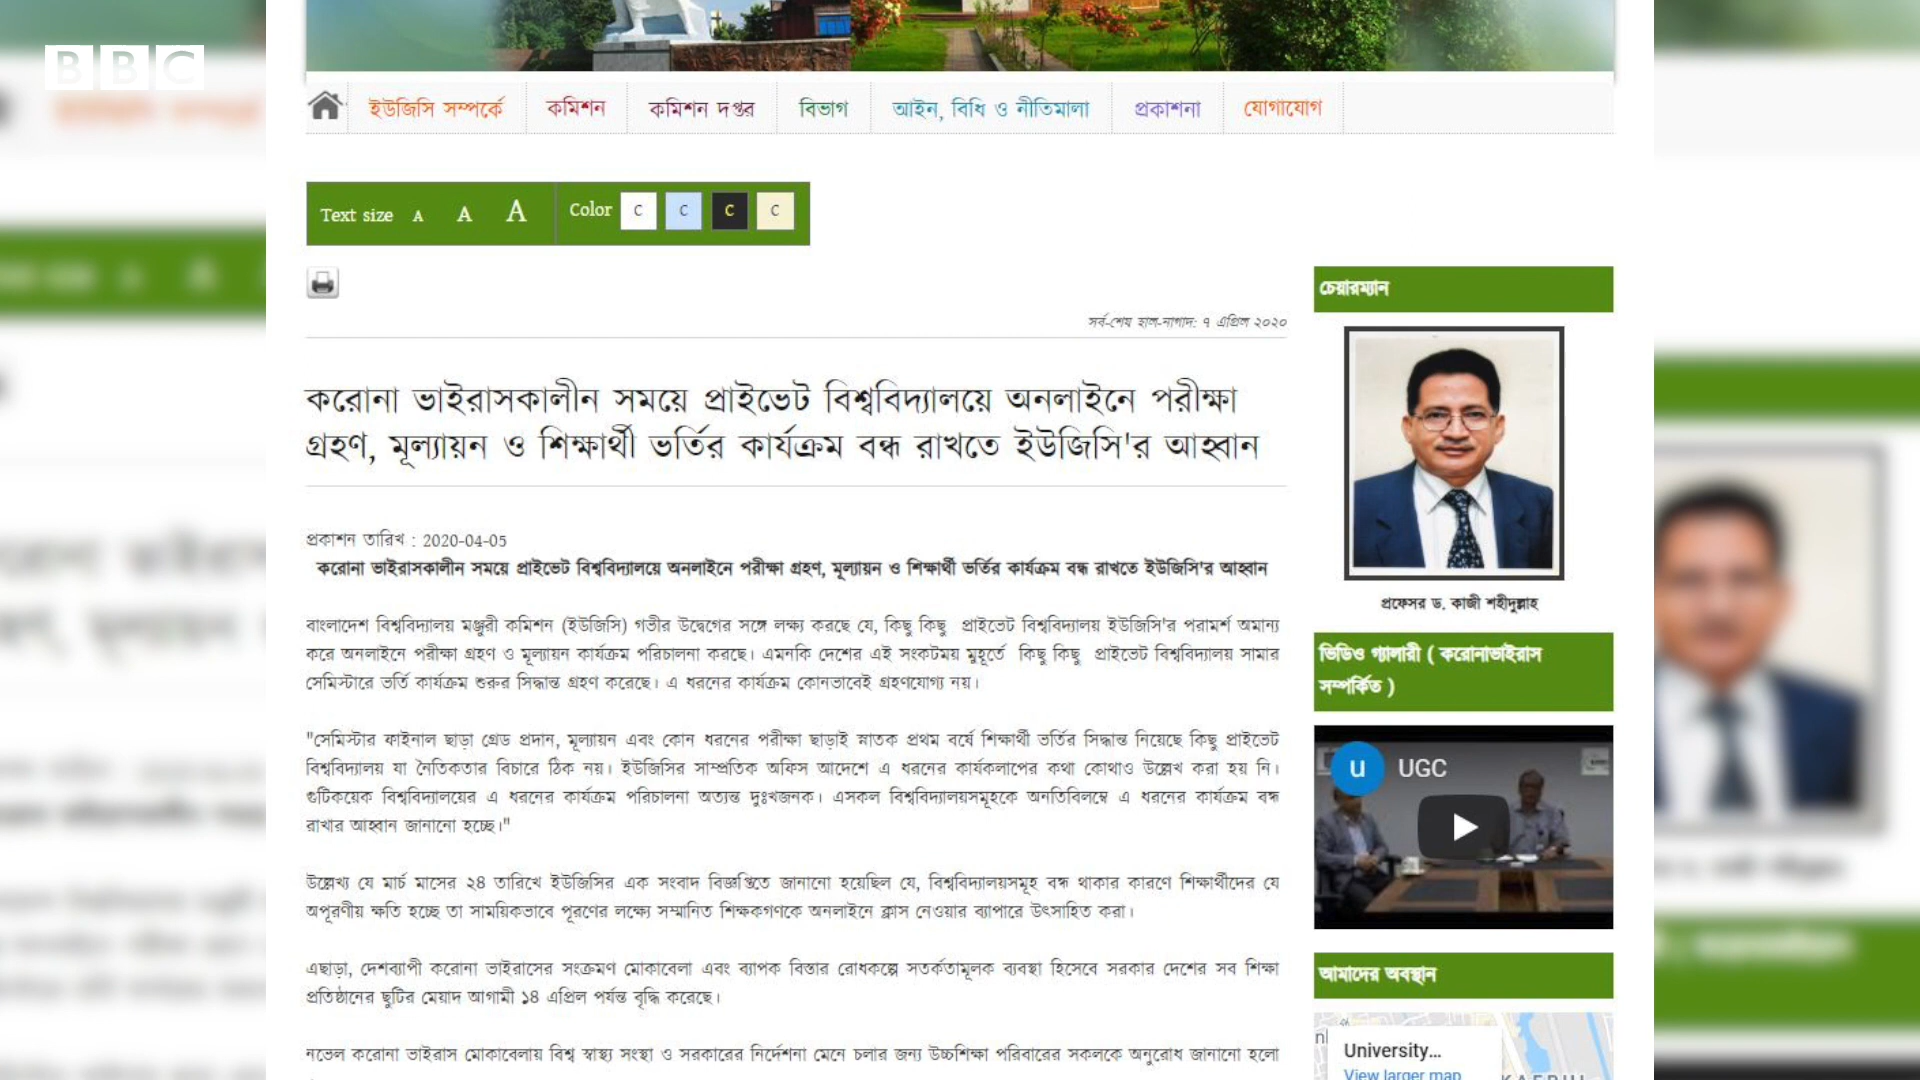 BBC
ইউজিসি সম্পর্কে
কমিশন
কমিশন দপ্তর
বিভাগ
আইন, বিধি ও নীতিমালা
প্রকাশনা
যোগাযোগ
Text size A A A Color C C C C
সর্ব-শেষ হাল-নাগাদ: ৭ এপ্রিল ২০২০
করোনা ভাইরাসকালীন সময়ে প্রাইভেট বিশ্ববিদ্যালয়ে অনলাইনে পরীক্ষা
গ্রহণ, মূল্যায়ন ও শিক্ষার্থী ভর্তির কার্যক্রম বন্ধ রাখতে ইউজিসি'র আহ্বান
প্রকাশন তারিখ : 2020-04-05
করোনা ভাইরাসকালীন সময়ে প্রাইভেট বিশ্ববিদ্যালয়ে অনলাইনে পরীক্ষা গ্রহণ, মূল্যায়ন ও শিক্ষার্থী ভর্তির কার্যক্রম বন্ধ রাখতে ইউজিসি'র আহ্বান
বাংলাদেশ বিশ্ববিদ্যালয় মঞ্জুরী কমিশন (ইউজিসি) গভীর উদ্বেগের সঙ্গে লক্ষ্য করছে যে, কিছু কিছু প্রাইভেট বিশ্ববিদ্যালয় ইউজিসি'র পরামর্শ অমান্য
করে অনলাইনে পরীক্ষা গ্রহণ ও মূল্যায়ন কার্যক্রম পরিচালনা করছে। এমনকি দেশের এই সংকটময় মুহূর্তে কিছু কিছু প্রাইভেট বিশ্ববিদ্যালয় সামার
সেমিস্টারে ভর্তি কার্যক্রম শুরুর সিদ্ধান্ত গ্রহণ করেছে। এ ধরনের কার্যক্রম কোনভাবেই গ্রহণযোগ্য নয়।
"সেমিস্টার ফাইনাল ছাড়া গ্রেড প্রদান, মূল্যায়ন এবং কোন ধরনের পরীক্ষা ছাড়াই স্নাতক প্রথম বর্ষে শিক্ষার্থী ভর্তির সিদ্ধান্ত নিয়েছে কিছু প্রাইভেট
বিশ্ববিদ্যালয় যা নৈতিকতার বিচারে ঠিক নয়। ইউজিসির সাম্প্রতিক অফিস আদেশে এ ধরনের কার্যকলাপের কথা কোথাও উল্লেখ করা হয় নি।
গুটিকয়েক বিশ্ববিদ্যালয়ের এ ধরনের কার্যক্রম পরিচালনা অত্যন্ত দুঃখজনক। এসকল বিশ্ববিদ্যালয়সমূহকে অনতিবিলম্বে এ ধরনের কার্যক্রম বন্ধ
রাখার আহ্বান জানানো হচ্ছে।"
উল্লেখ্য যে মার্চ মাসের ২৪ তারিখে ইউজিসির এক সংবাদ বিজ্ঞপ্তিতে জানানো হয়েছিল যে, বিশ্ববিদ্যালয়সমূহ বন্ধ থাকার কারণে শিক্ষার্থীদের যে
অপূরণীয় ক্ষতি হচ্ছে তা সাময়িকভাবে পূরণের লক্ষ্যে সম্মানিত শিক্ষকগণকে অনলাইনে ক্লাস নেওয়ার ব্যাপারে উৎসাহিত করা।
এছাড়া, দেশব্যাপী করোনা ভাইরাসের সংক্রমণ মোকাবেলা এবং ব্যাপক বিস্তার রোধকল্পে সতর্কতামূলক ব্যবস্থা হিসেবে সরকার দেশের সব শিক্ষা
প্রতিষ্ঠানের ছুটির মেয়াদ আগামী ১৪ এপ্রিল পর্যন্ত বৃদ্ধি করেছে।
নভেল করোনা ভাইরাস মোকাবেলায় বিশ্ব স্বাস্থ্য সংস্থা ও সরকারের নির্দেশনা মেনে চলার জন্য উচ্চশিক্ষা পরিবারের সকলকে অনুরোধ জানানো হলো
চেয়ারম্যান
প্রফেসর ড. কাজী শহীদুল্লাহ
ভিডিও গ্যালারী ( করোনাভাইরাস
সম্পর্কিত )
u UGC
আমাদের অবস্থান
University...
View larger map